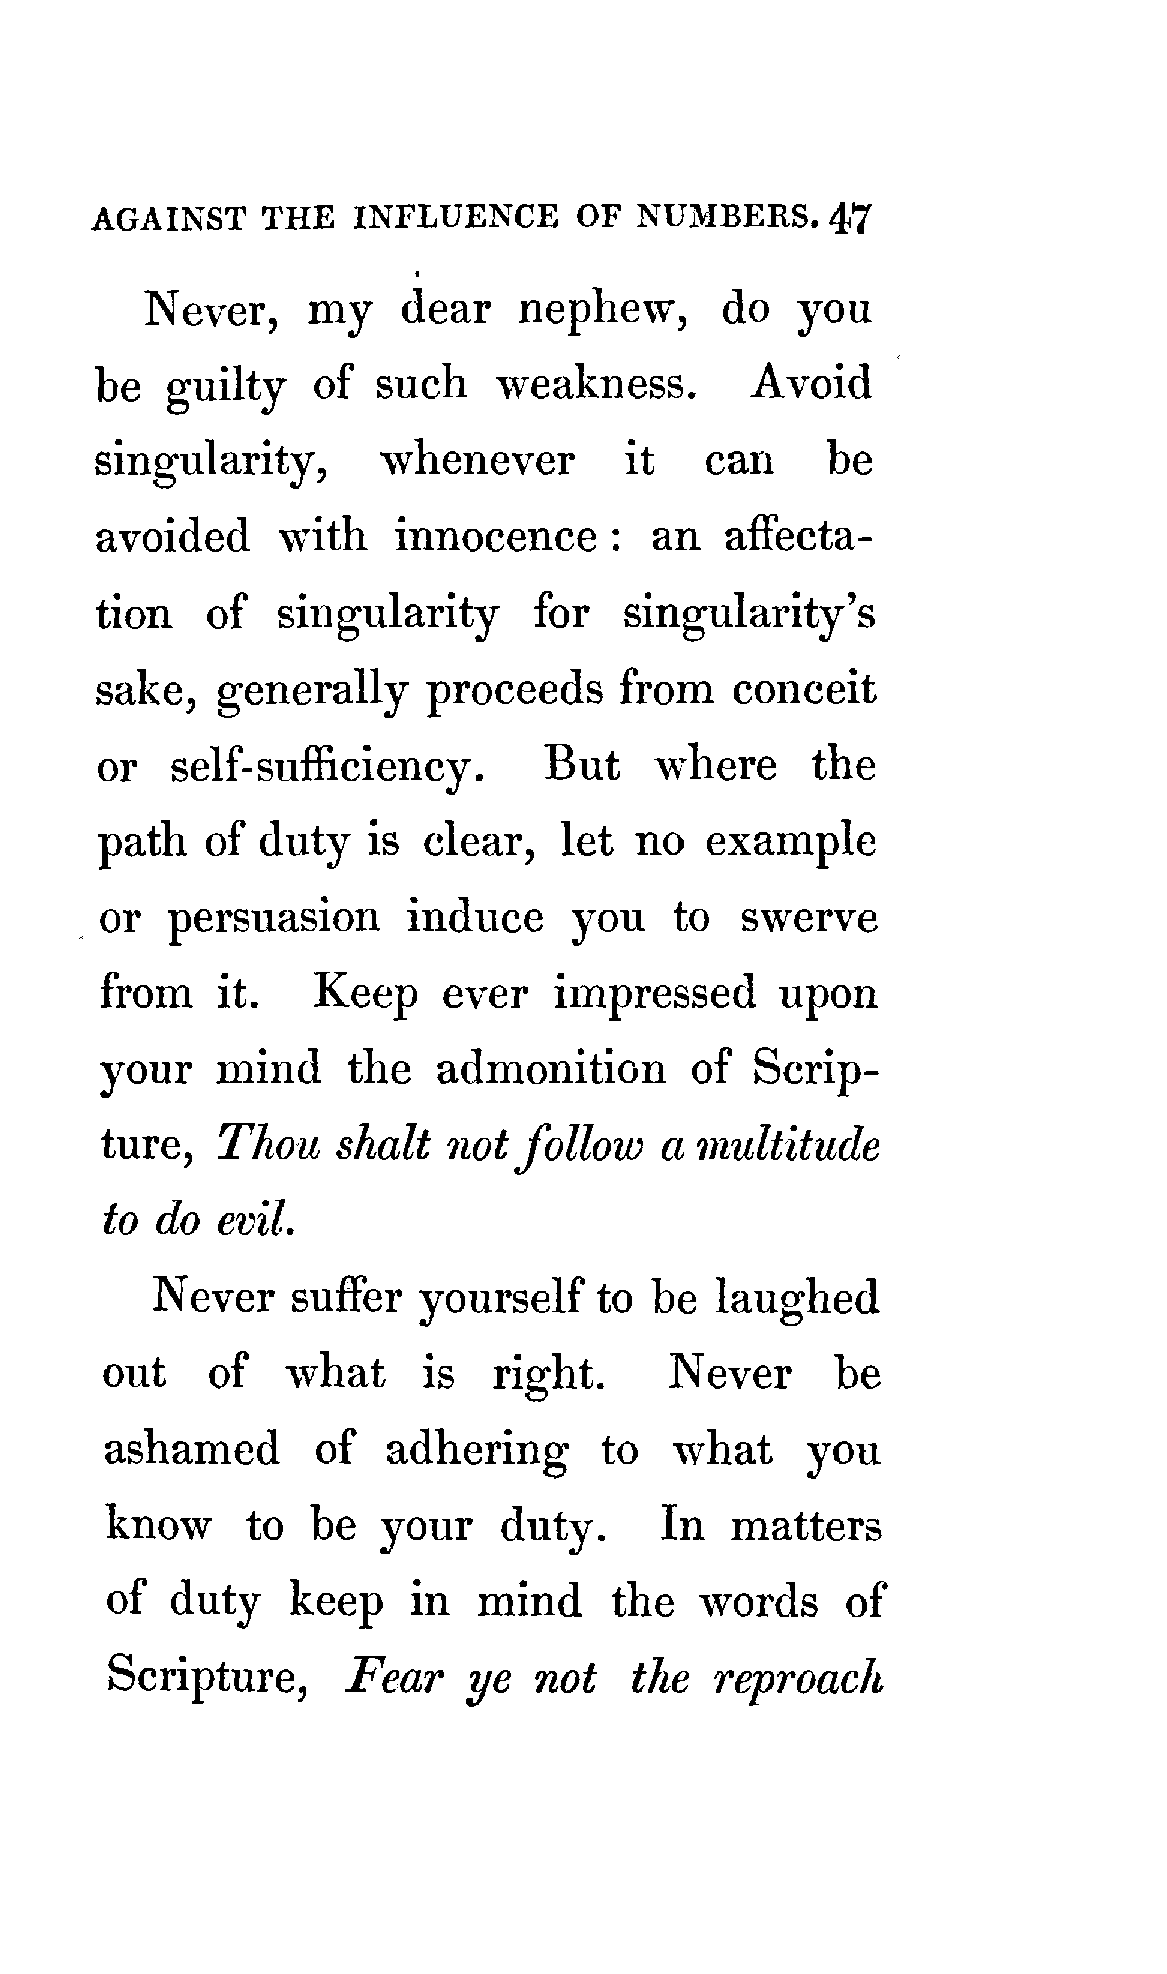 AGAINST THE INFLUENCE OF NUMBERS. 47
Never, my dear nephew, do you
be guilty of such weakness. Avoid
singularity, whenever it can be
avoided with innocence : an affecta-
tion of singularity for singularity's
sake, generally proceeds from conceit
or self-sufficiency. But where the
path of duty is clear, let no example
or persuasion induce you to swerve
from it. Keep ever impressed upon
your mind the admonition of Scrip-
ture, Thou shalt not follow a multitude
to do evil.
Never suffer yourself to be laughed
out of what is right. Never be
ashamed of adhering to what you
know to be your duty. In matters
of duty keep in mind the words of
Scripture, Fear ye not the reproach